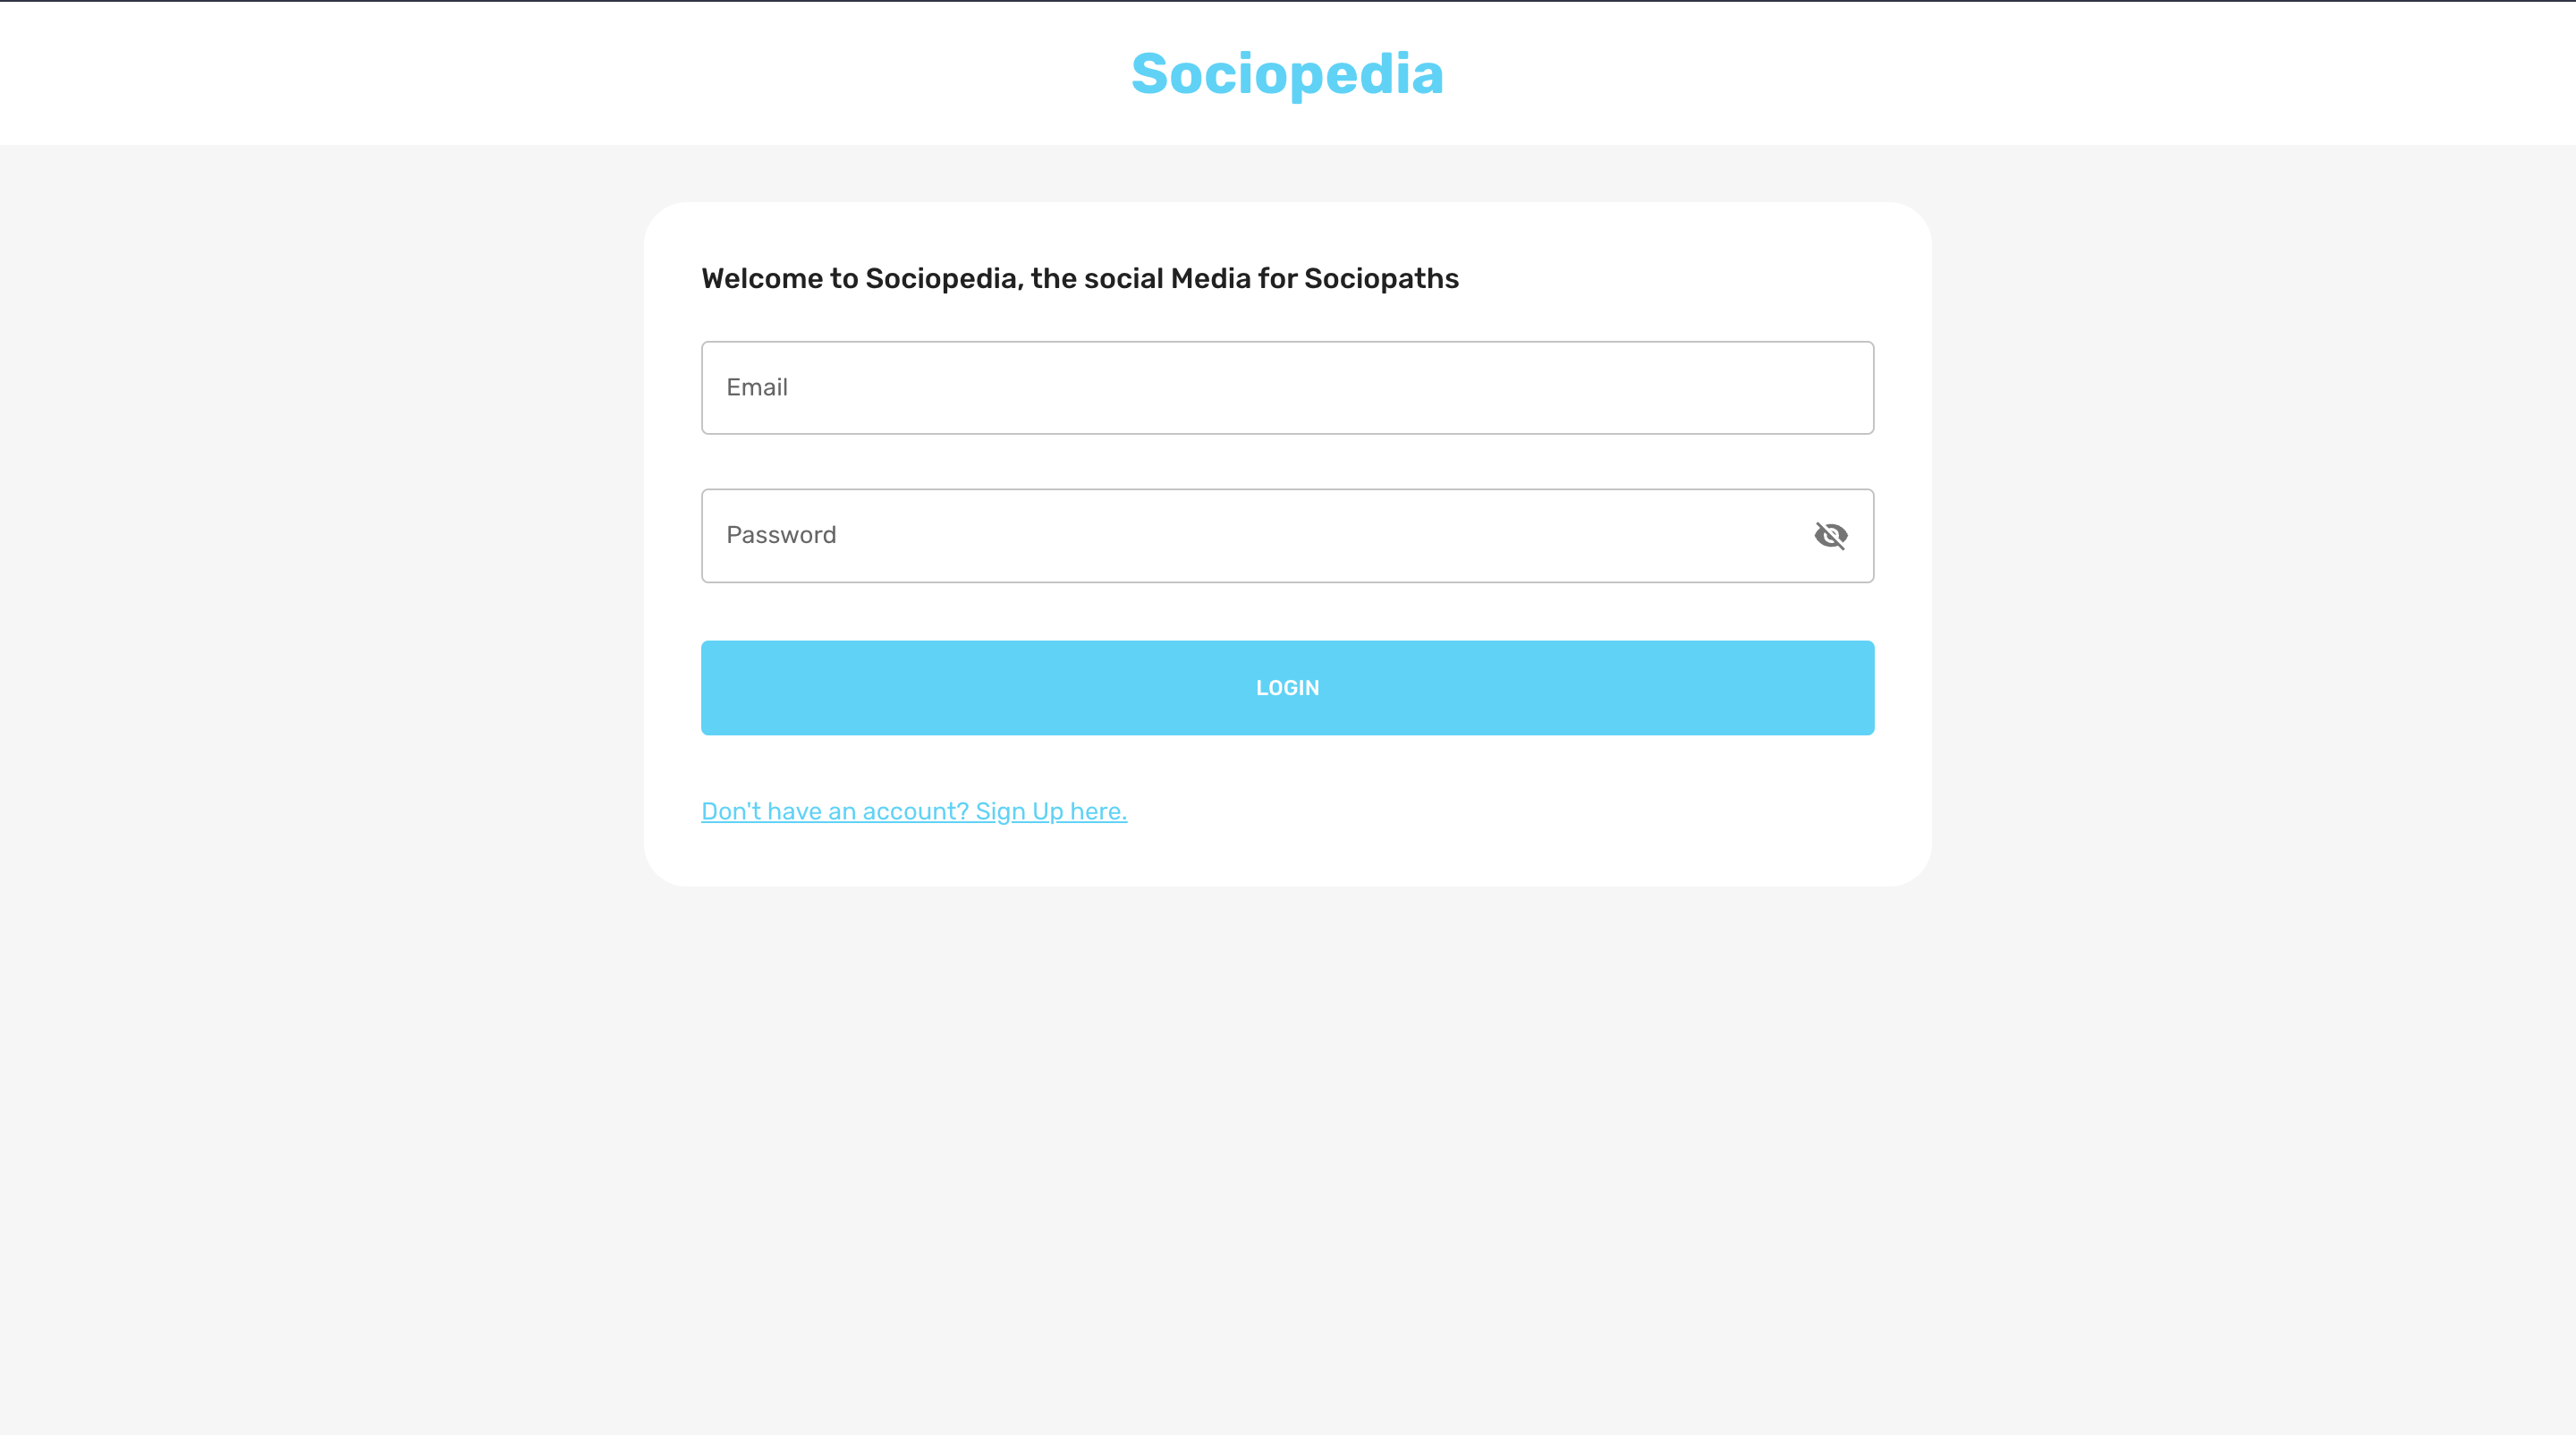 Sociopedia
Welcome to Sociopedia, the social Media for Sociopaths
Email
Password
LOGIN
Don't have an account? Sign Up here.